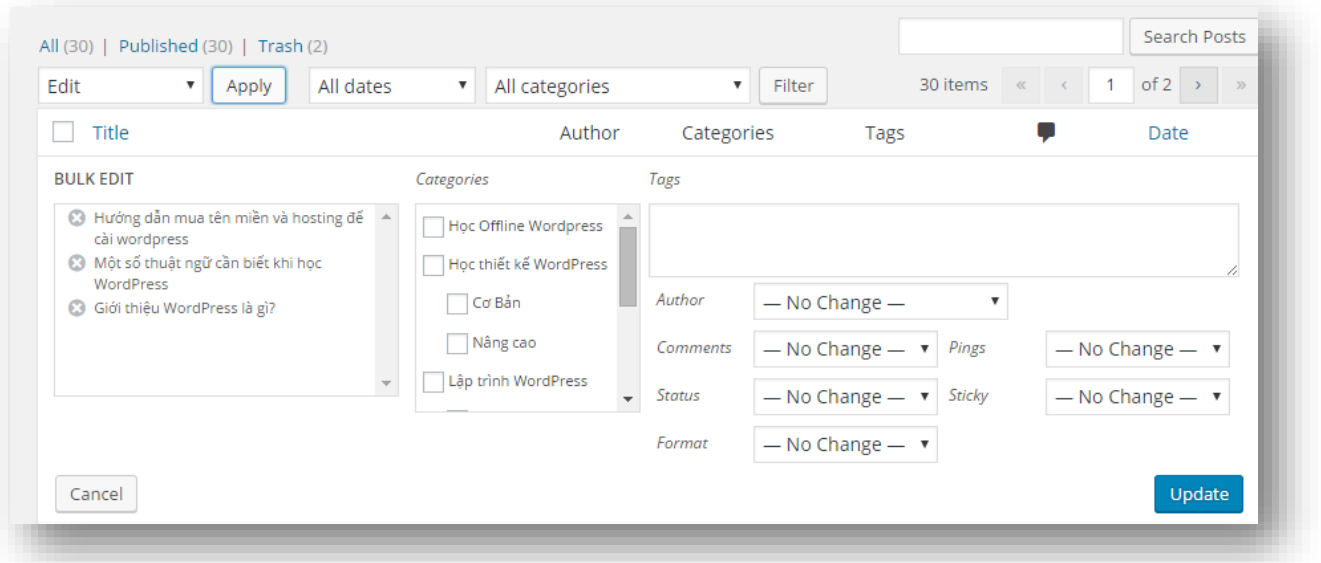 Search Posts
All (30) | Published (30) | Trash (2)
Edit Apply All dates All categories Filter 30 items « ‹ 1 of 2 › »
Title Author Categories Tags Date
BULK EDIT Categories Tags
Hướng dẫn mua tên miền và hosting để
cài wordpress
Một số thuật ngữ cần biết khi học
WordPress
Giới thiệu WordPress là gì?
Học Offline Wordpress
Học thiết kế WordPress
Cơ Bản
Nâng cao
Lập trình WordPress
Author — No Change —
Comments — No Change — Pings — No Change —
Status — No Change — Sticky — No Change —
Format — No Change —
Cancel Update